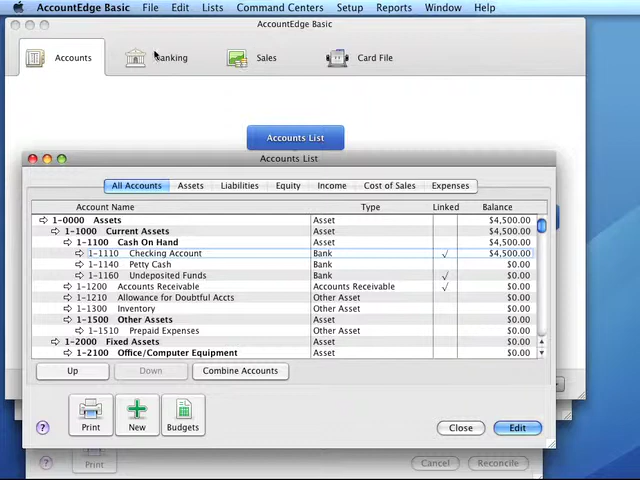 AccountEdge Basic File Edit Lists Command Centers Setup Reports Window Help
AccountEdge Basic
Accounts Banking Sales Card File
Accounts List
Accounts List
All Accounts Assets Liabilities Equity Income Cost of Sales Expenses
Account Name Type Linked Balance
1-0000 Assets Asset $4,500.00
1-1000 Current Assets Asset $4,500.00
1-1100 Cash On Hand Asset $4,500.00
1-1110 Checking Account Bank √ $4,500.00
1-1140 Petty Cash Bank $0.00
1-1160 Undeposited Funds Bank √ $0.00
1-1200 Accounts Receivable Accounts Receivable √ $0.00
1-1210 Allowance for Doubtful Accts Other Asset $0.00
1-1300 Inventory Other Asset $0.00
1-1500 Other Assets Asset $0.00
1-1510 Prepaid Expenses Other Asset $0.00
1-2000 Fixed Assets Asset $0.00
1-2100 Office/Computer Equipment Asset $0.00
Up Down Combine Accounts
? Print New Budgets Close Edit
? Print Cancel Reconcile